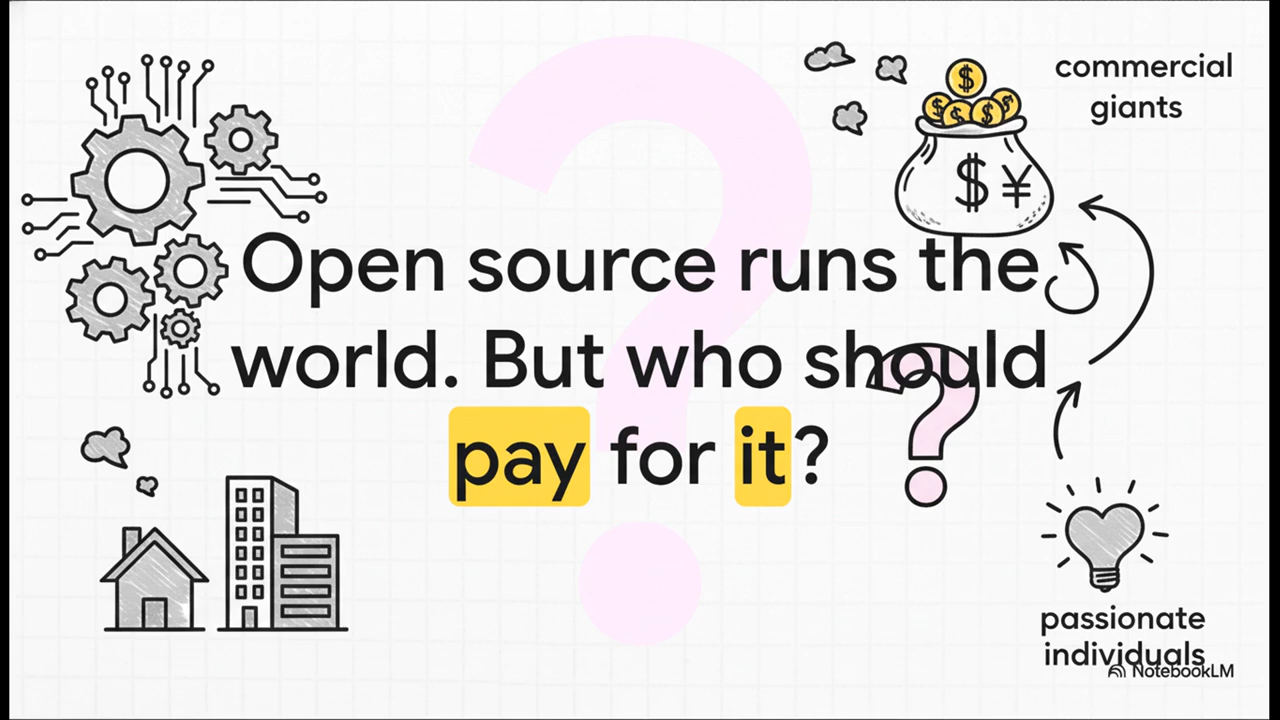 commercial
giants
$
$ $ $ $
$ ¥
Open source runs the
world. But who should
pay for it?
?
passionate
individuals
NotebookLM